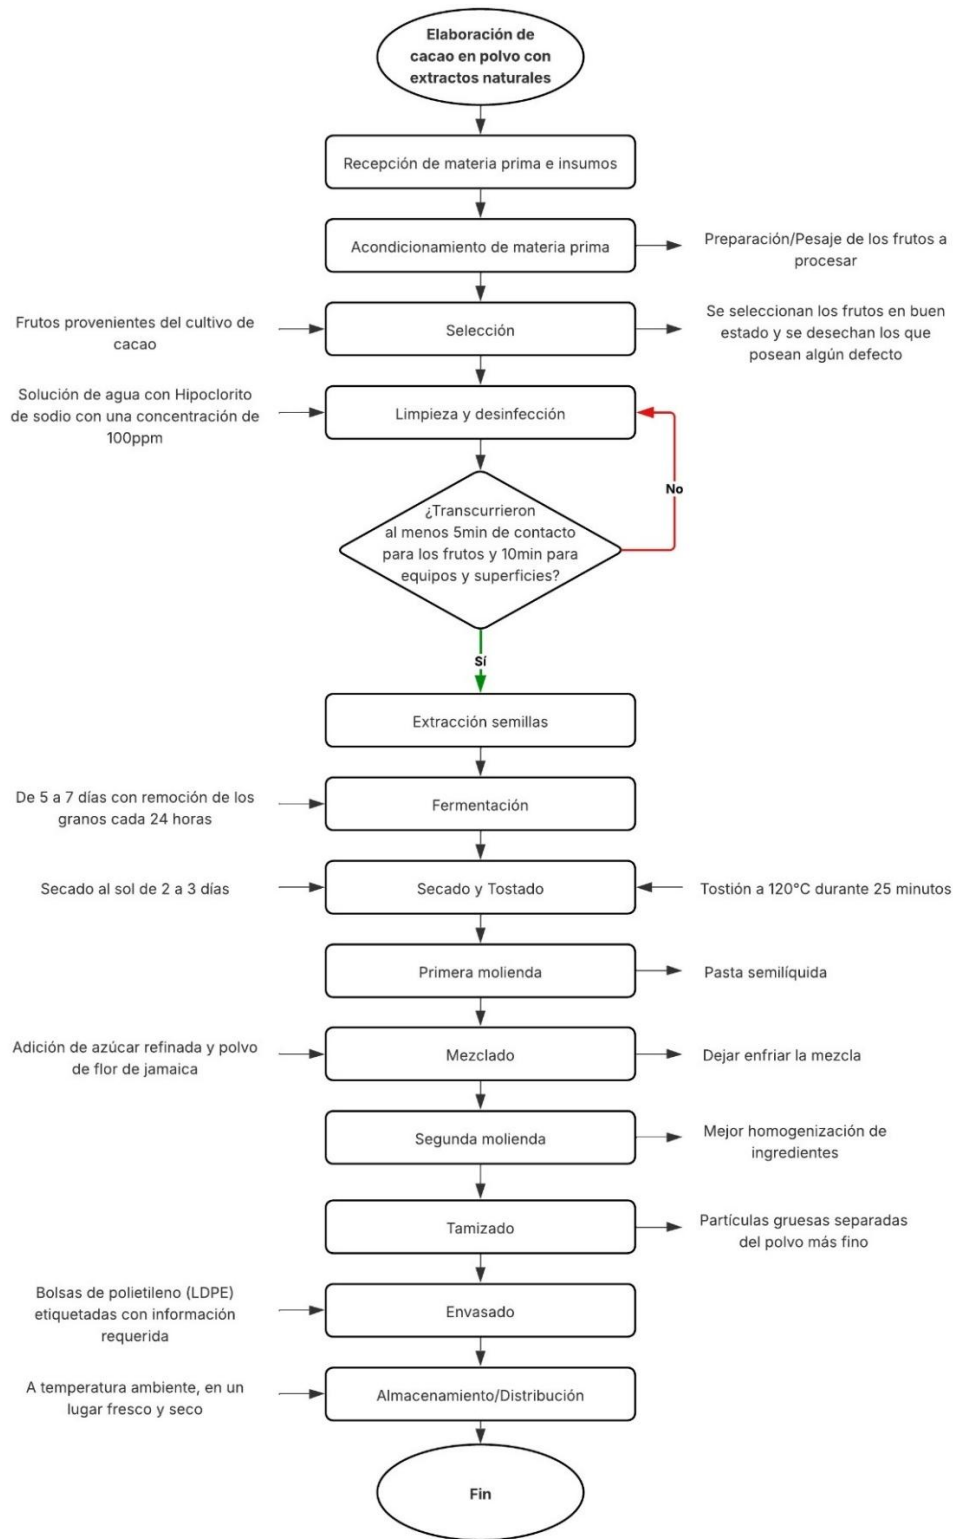 Elaboración de
cacao en polvo con
extractos naturales
Recepción de materia prima e insumos
Acondicionamiento de materia prima
Preparación/Pesaje de los frutos a
procesar
Frutos provenientes del cultivo de
cacao
Selección
Se seleccionan los frutos en buen
estado y se desechan los que
posean algún defecto
Solución de agua con Hipoclorito
de sodio con una concentración de
100ppm
Limpieza y desinfección
No
¿Transcurrieron
al menos 5min de contacto
para los frutos y 10min para
equipos y superficies?
Sí
Extracción semillas
De 5 a 7 días con remoción de los
granos cada 24 horas
Fermentación
Secado al sol de 2 a 3 días
Secado y Tostado
Tostión a 120°C durante 25 minutos
Primera molienda
Pasta semilíquida
Adición de azúcar refinada y polvo
de flor de jamaica
Mezclado
Dejar enfriar la mezcla
Segunda molienda
Mejor homogenización de
ingredientes
Tamizado
Partículas gruesas separadas
del polvo más fino
Bolsas de polietileno (LDPE)
etiquetadas con información
requerida
Envasado
A temperatura ambiente, en un
lugar fresco y seco
Almacenamiento/Distribución
Fin